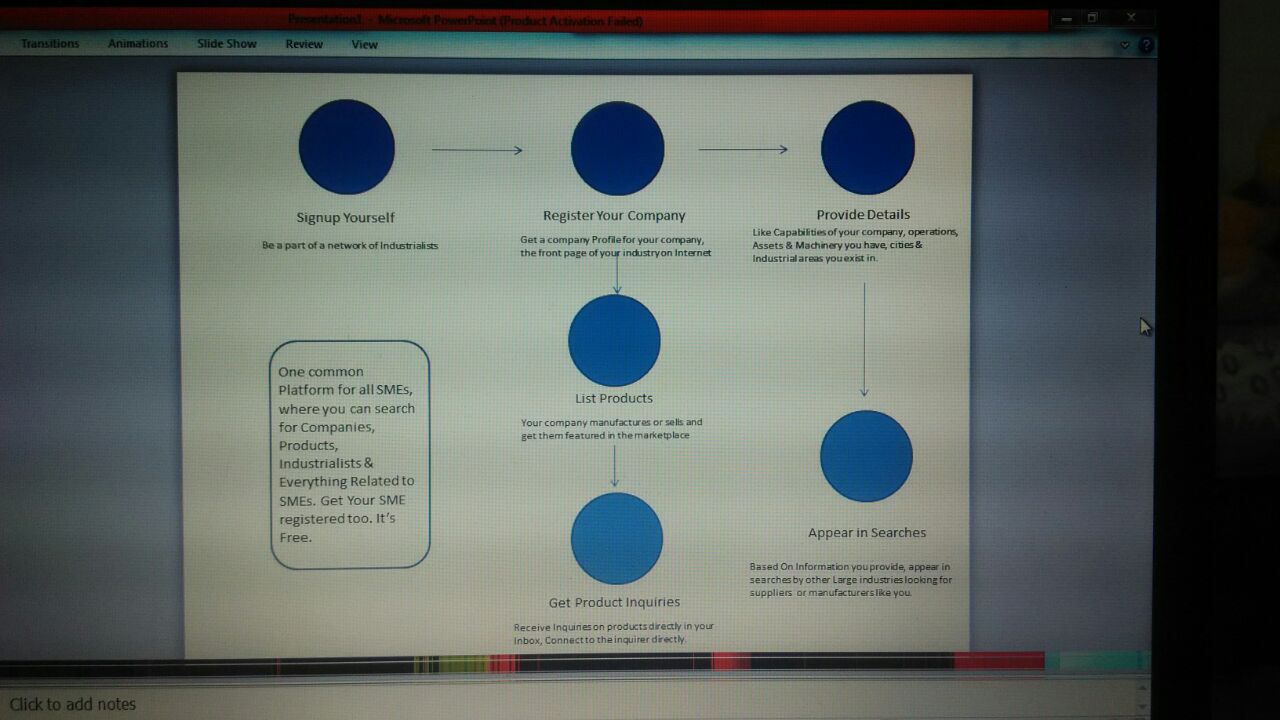 Presentation1 - Microsoft PowerPoint (Product Activation Failed)
Transitions Animations Slide Show Review View
Signup Yourself
Be a part of a network of Industrialists
Register Your Company
Get a company Profile for your company,
the front page of your industry on Internet
Provide Details
Like Capabilities of your company, operations,
Assets & Machinery you have, cities &
Industrial areas you exist in.
One common
Platform for all SMEs,
where you can search
for Companies,
Products,
Industrialists &
Everything Related to
SMEs. Get Your SME
registered too. It's
Free.
List Products
Your company manufactures or sells and
get them featured in the marketplace
Get Product Inquiries
Receive Inquiries on products directly in your
Inbox, Connect to the inquirer directly.
Appear in Searches
Based On Information you provide, appear in
searches by other Large industries looking for
suppliers or manufacturers like you.
Click to add notes